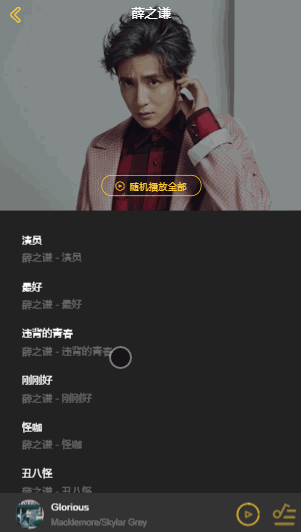 薛之谦
随机播放全部
演员
薛之谦 - 演员
最好
薛之谦 - 最好
违背的青春
薛之谦 - 违背的青春
刚刚好
薛之谦 - 刚刚好
怪咖
薛之谦 - 怪咖
丑八怪
薛之谦 - 丑八怪
Glorious
Macklemore/Skylar Grey